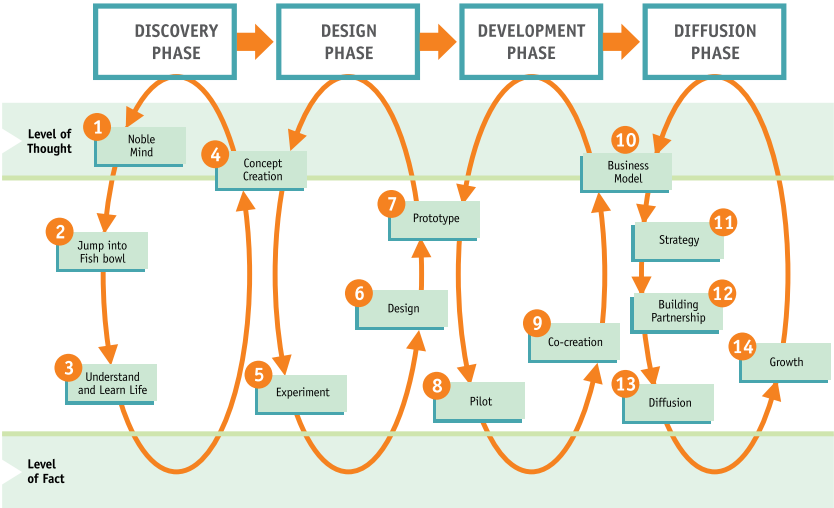 DISCOVERY
PHASE
DESIGN
PHASE
DEVELOPMENT
PHASE
DIFFUSION
PHASE
Level of
Thought
1
Noble
Mind
4
Concept
Creation
10
Business
Model
2
Jump into
Fish bowl
7
Prototype
11
Strategy
6
Design
12
Building
Partnership
9
Co-creation
14
Growth
3
Understand
and Learn Life
5
Experiment
8
Pilot
13
Diffusion
Level
of Fact